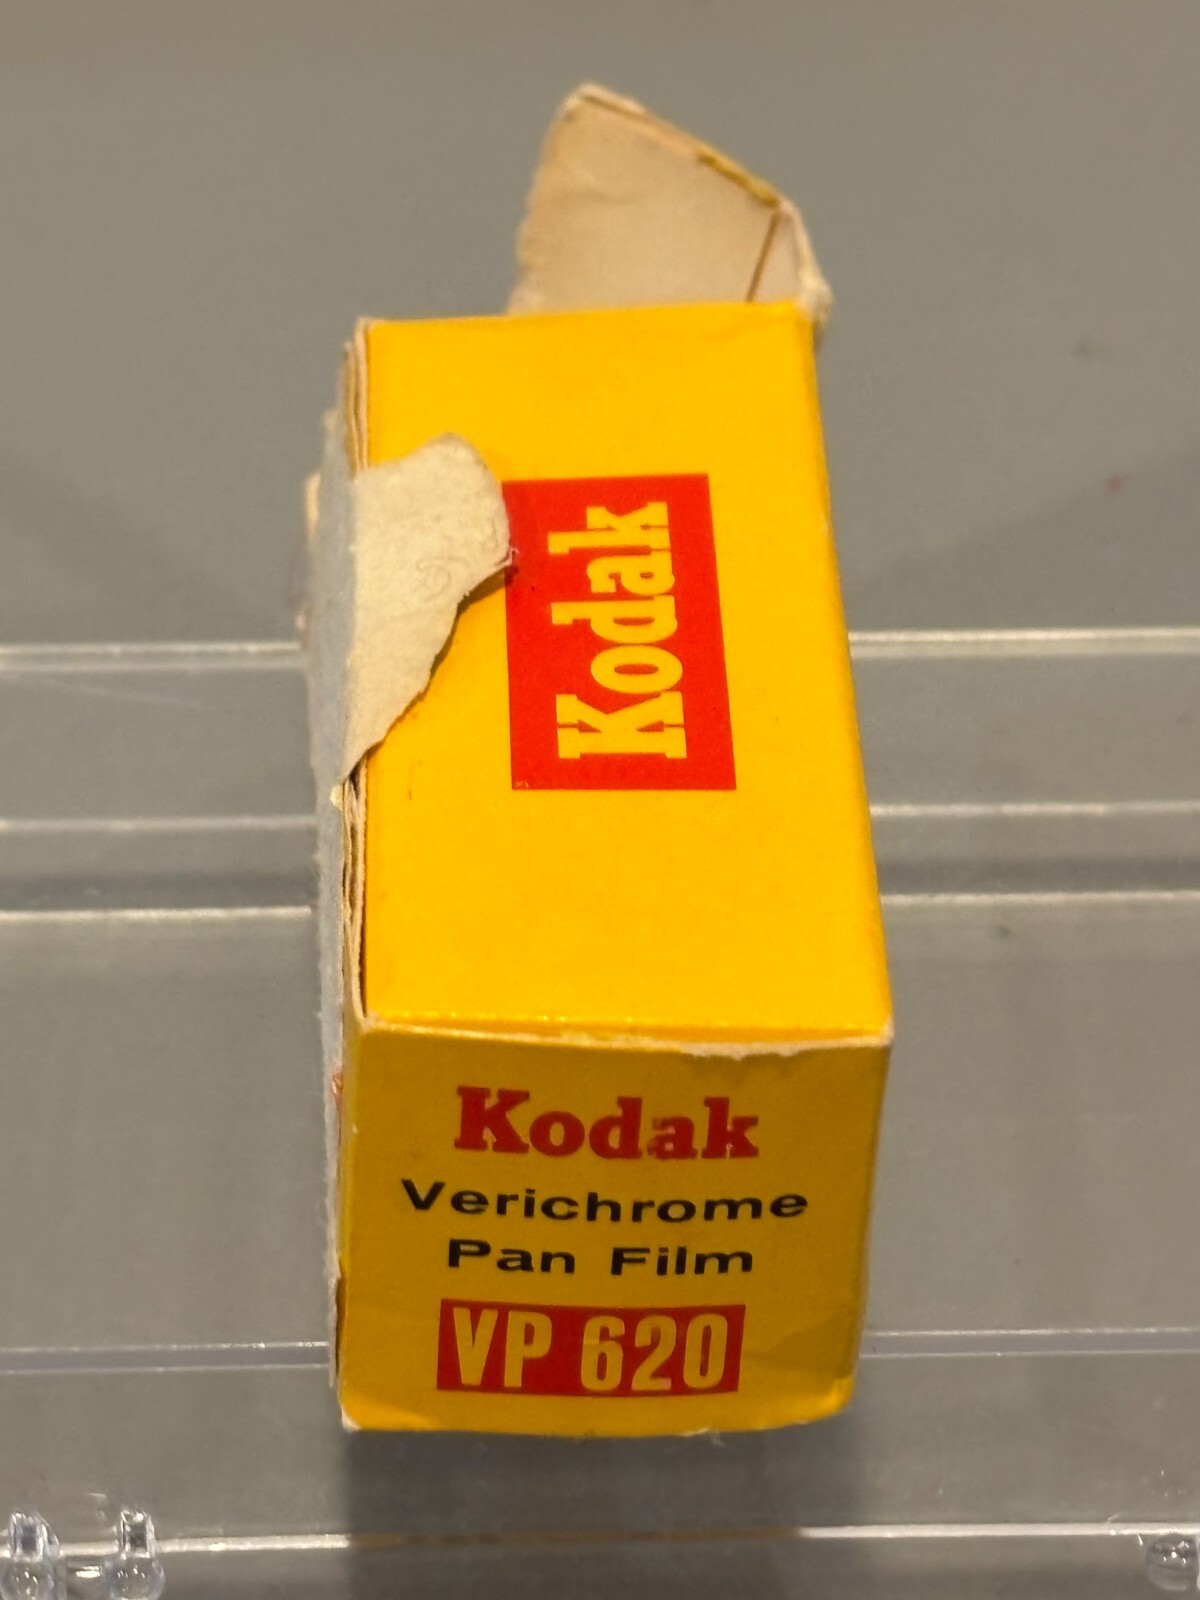 Kodak
Kodak
Verichrome
Pan Film
VP 620